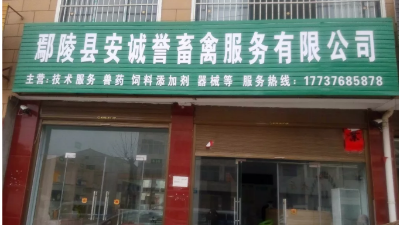 鄢陵县安诚誉畜禽服务有限公司
主营:技术服务 兽药 饲料添加剂 器械等 服务热线:17737685878